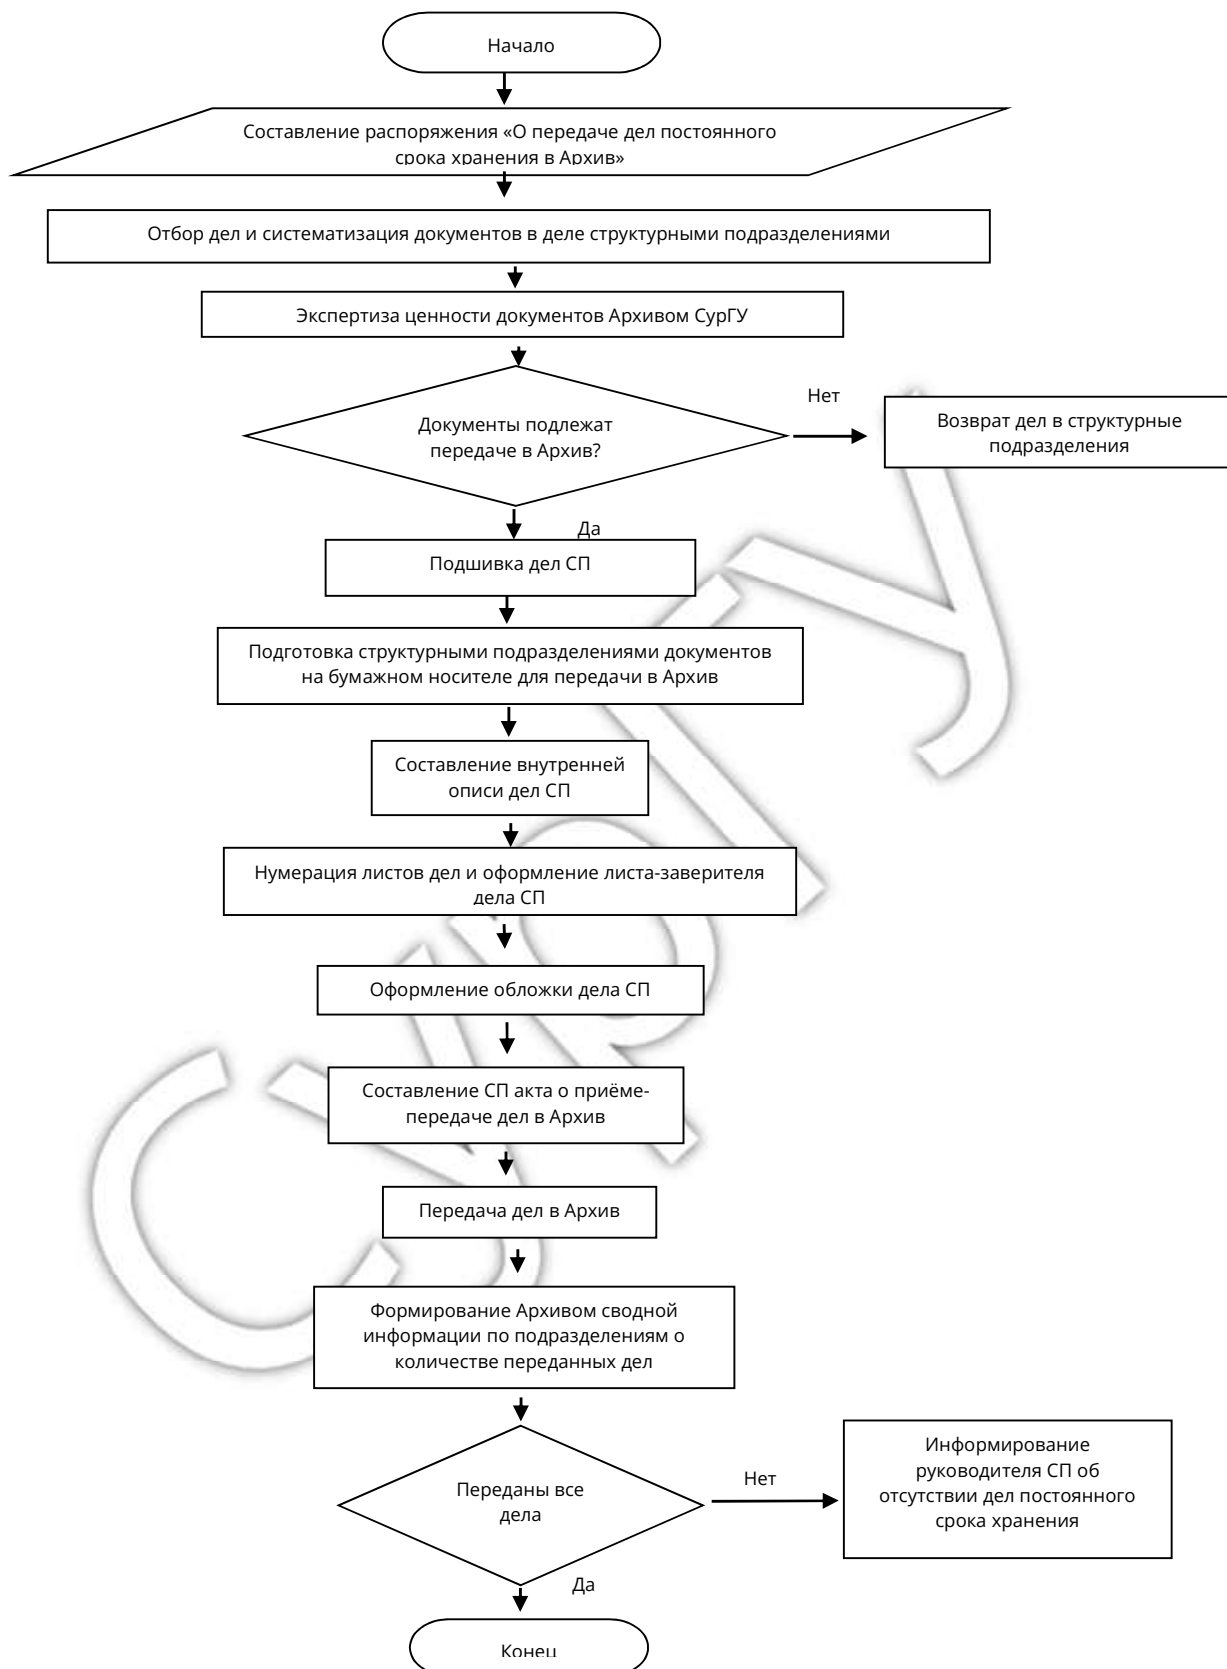 Начало
Составление распоряжения «О передаче дел постоянного
срока хранения в Архив»
Отбор дел и систематизация документов в деле структурными подразделениями
Экспертиза ценности документов Архивом СурГУ
Документы подлежат
передаче в Архив?
Нет
Возврат дел в структурные
подразделения
Да
Подшивка дел СП
Подготовка структурными подразделениями документов
на бумажном носителе для передачи в Архив
Составление внутренней
описи дел СП
Нумерация листов дел и оформление листа-заверителя
дела СП
Оформление обложки дела СП
Составление СП акта о приёме-
передаче дел в Архив
Передача дел в Архив
Формирование Архивом сводной
информации по подразделениям о
количестве переданных дел
Переданы все
дела
Нет
Информирование
руководителя СП об
отсутствии дел постоянного
срока хранения
Да
Конец
СурГУ